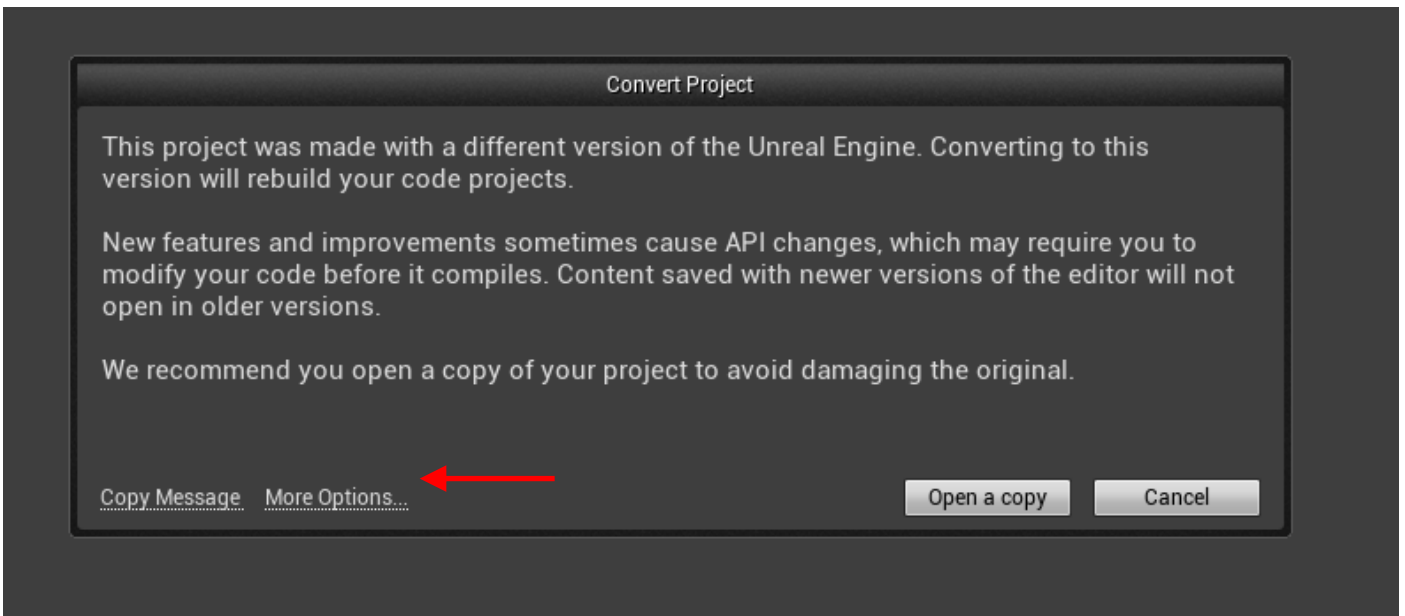 Convert Project
This project was made with a different version of the Unreal Engine. Converting to this
version will rebuild your code projects.
New features and improvements sometimes cause API changes, which may require you to
modify your code before it compiles. Content saved with newer versions of the editor will not
open in older versions.
We recommend you open a copy of your project to avoid damaging the original.
Copy Message More Options... Open a copy Cancel